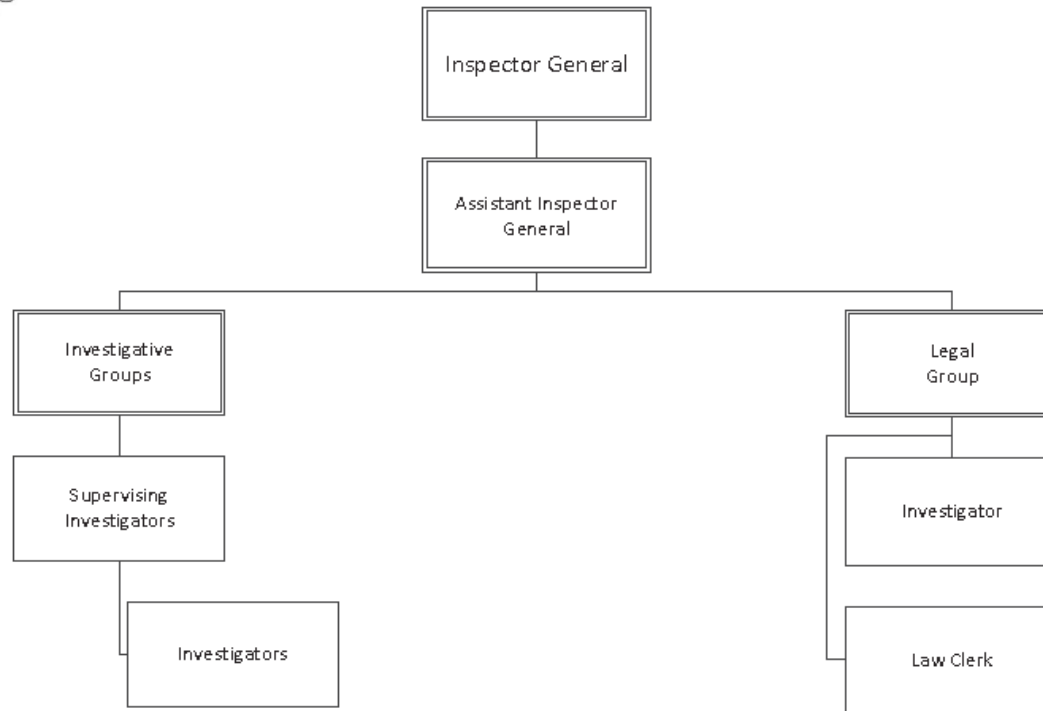 Inspector General
Assistant Inspector
General
Investigative
Groups
Legal
Group
Supervising
Investigators
Investigator
Investigators
Law Clerk